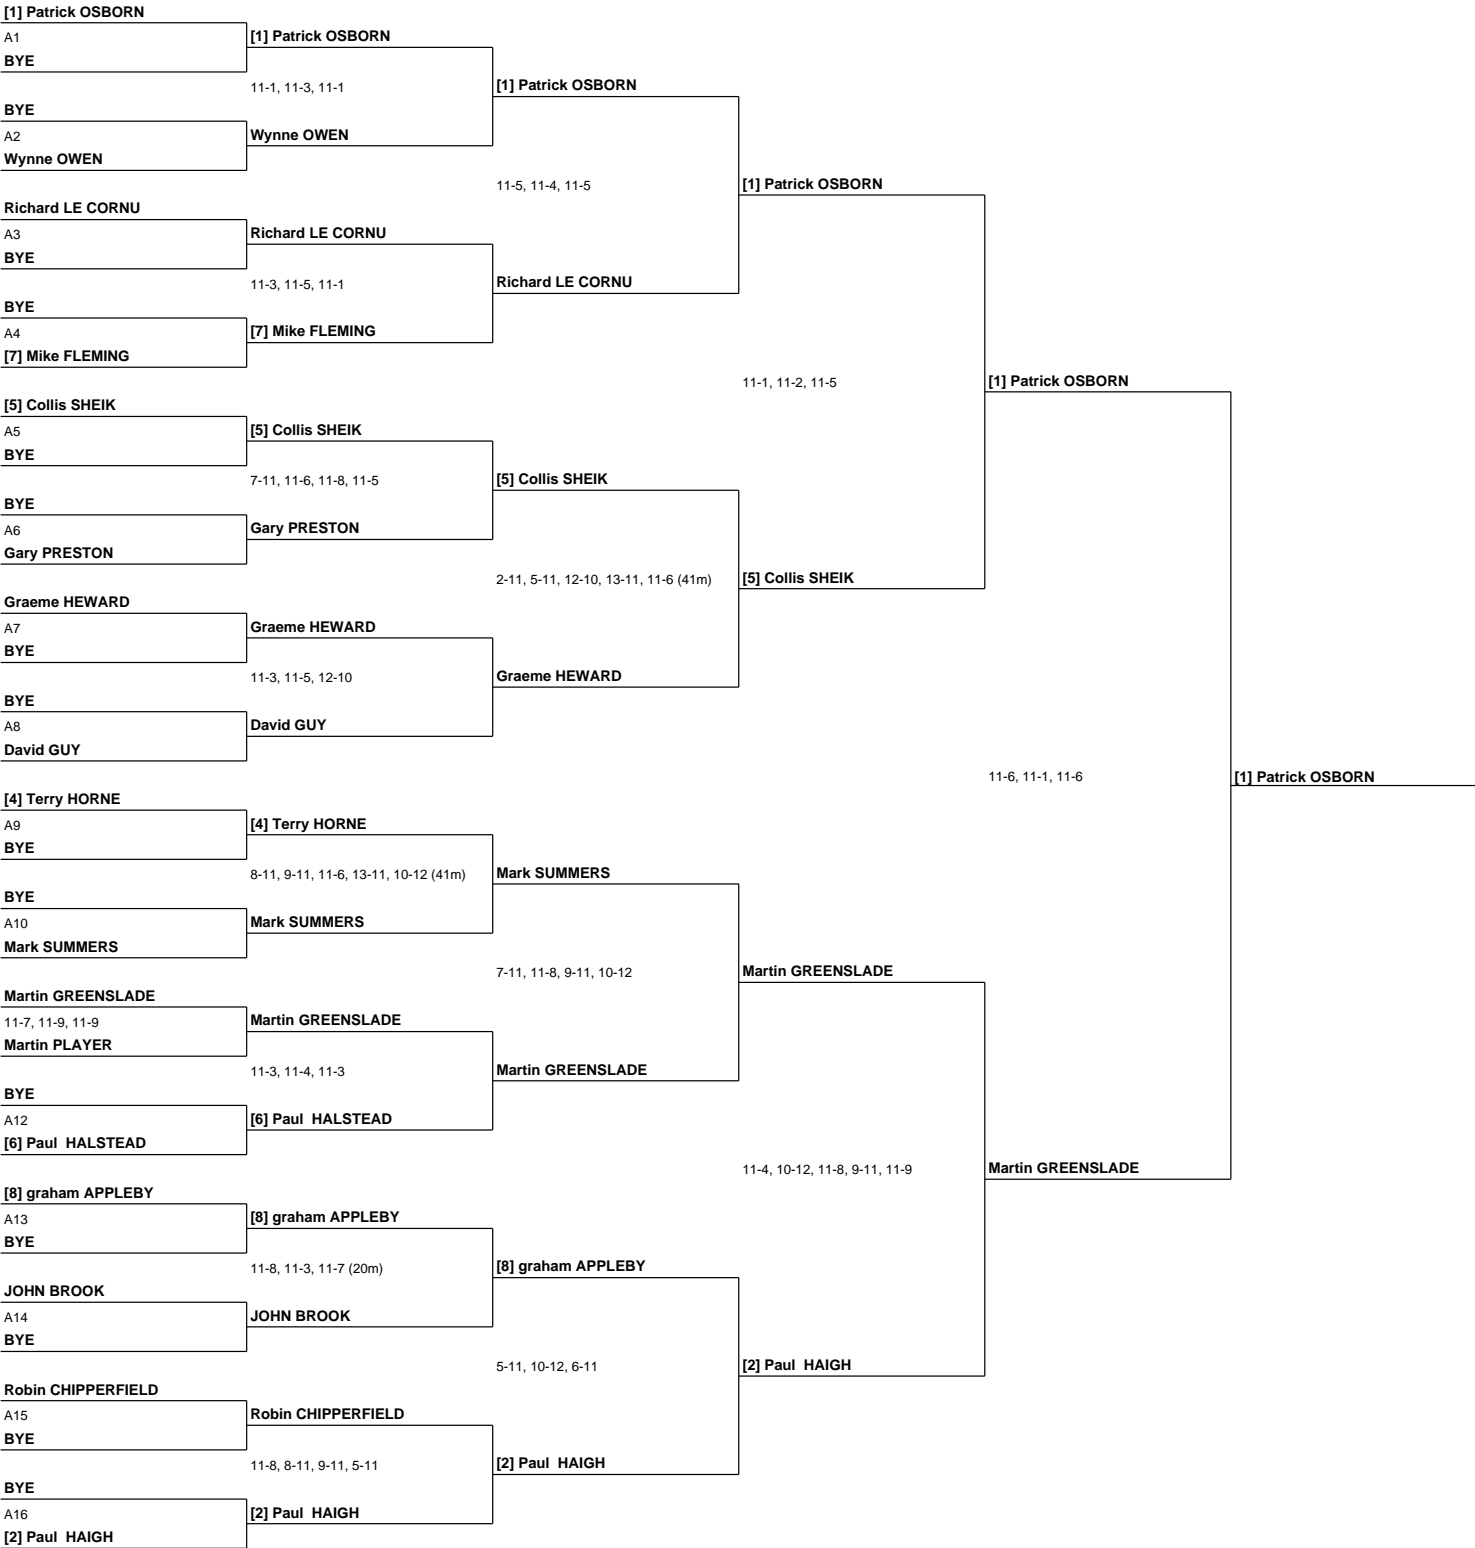 [1] Patrick OSBORN
A1
BYE
BYE
A2
Wynne OWEN
Richard LE CORNU
A3
BYE
BYE
A4
[7] Mike FLEMING
[5] Collis SHEIK
A5
BYE
BYE
A6
Gary PRESTON
Graeme HEWARD
A7
BYE
BYE
A8
David GUY
[4] Terry HORNE
A9
BYE
BYE
A10
Mark SUMMERS
Martin GREENSLADE
11-7, 11-9, 11-9
Martin PLAYER
BYE
A12
[6] Paul HALSTEAD
[8] graham APPLEBY
A13
BYE
JOHN BROOK
A14
BYE
Robin CHIPPERFIELD
A15
BYE
BYE
A16
[2] Paul HAIGH
[1] Patrick OSBORN
11-1, 11-3, 11-1
Wynne OWEN
Richard LE CORNU
11-3, 11-5, 11-1
[7] Mike FLEMING
[5] Collis SHEIK
7-11, 11-6, 11-8, 11-5
Gary PRESTON
Graeme HEWARD
11-3, 11-5, 12-10
David GUY
[4] Terry HORNE
8-11, 9-11, 11-6, 13-11, 10-12 (41m)
Mark SUMMERS
Martin GREENSLADE
11-3, 11-4, 11-3
[6] Paul HALSTEAD
[8] graham APPLEBY
11-8, 11-3, 11-7 (20m)
JOHN BROOK
Robin CHIPPERFIELD
11-8, 8-11, 9-11, 5-11
[2] Paul HAIGH
[1] Patrick OSBORN
11-5, 11-4, 11-5
Richard LE CORNU
[5] Collis SHEIK
2-11, 5-11, 12-10, 13-11, 11-6 (41m)
Graeme HEWARD
Mark SUMMERS
7-11, 11-8, 9-11, 10-12
Martin GREENSLADE
[8] graham APPLEBY
5-11, 10-12, 6-11
[2] Paul HAIGH
[1] Patrick OSBORN
11-1, 11-2, 11-5
[5] Collis SHEIK
Martin GREENSLADE
11-4, 10-12, 11-8, 9-11, 11-9
[2] Paul HAIGH
[1] Patrick OSBORN
11-6, 11-1, 11-6
Martin GREENSLADE
[1] Patrick OSBORN